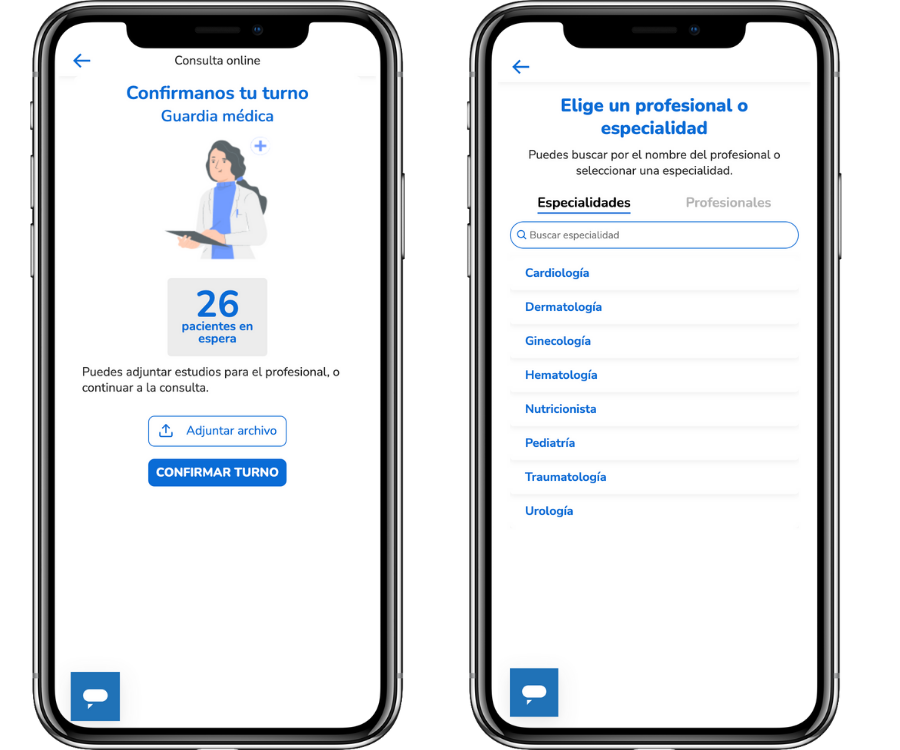 Consulta online
Confirmanos tu turno
Guardia médica
26
pacientes en
espera
Puedes adjuntar estudios para el profesional, o
continuar a la consulta.
Adjuntar archivo
CONFIRMAR TURNO
Elige un profesional o
especialidad
Puedes buscar por el nombre del profesional o
seleccionar una especialidad.
Especialidades
Profesionales
Buscar especialidad
Cardiología
Dermatología
Ginecología
Hematología
Nutricionista
Pediatría
Traumatología
Urología